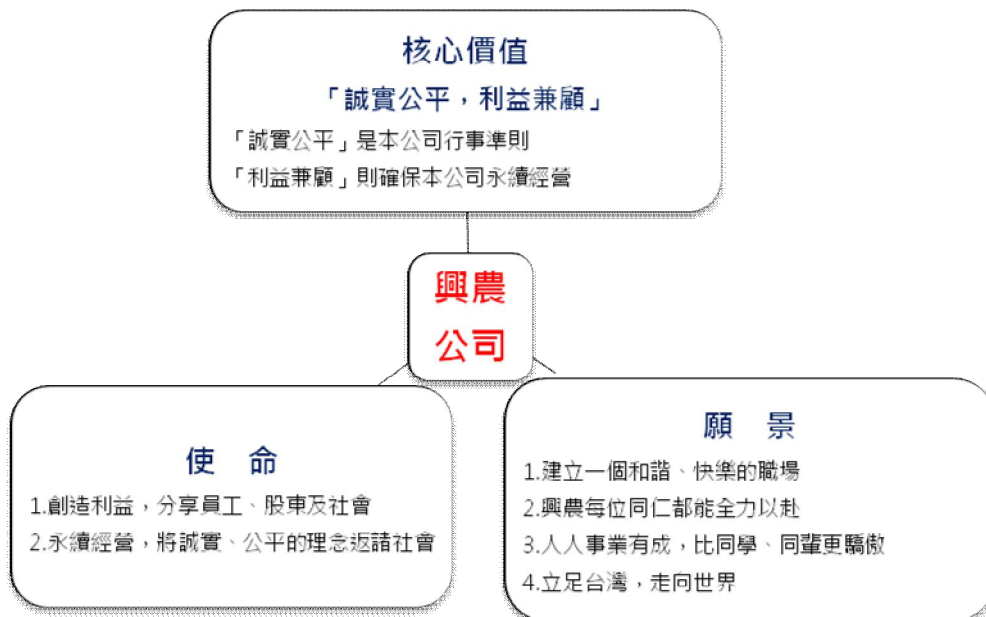 核心價值
「誠實公平，利益兼顧」
「誠實公平」是本公司行事準則
「利益兼顧」則確保本公司永續經營
興農
公司
使　命
1.創造利益，分享員工、股東及社會
2.永續經營，將誠實、公平的理念返諸社會
願　景
1.建立一個和諧、快樂的職場
2.興農每位同仁都能全力以赴
3.人人事業有成，比同學、同輩更驕傲
4.立足台灣，走向世界